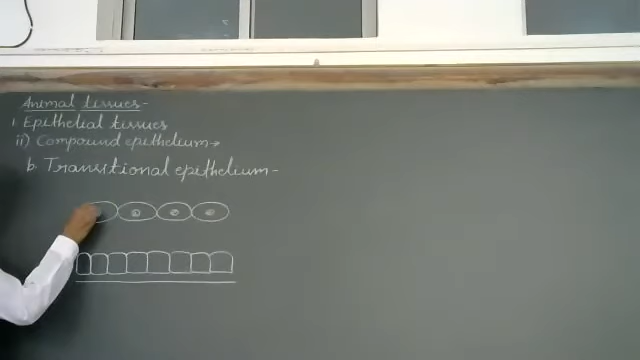 Animal tissues -
1 Epithelial tissues
ii) Compound epithelium →
b. Transitional epithelium -